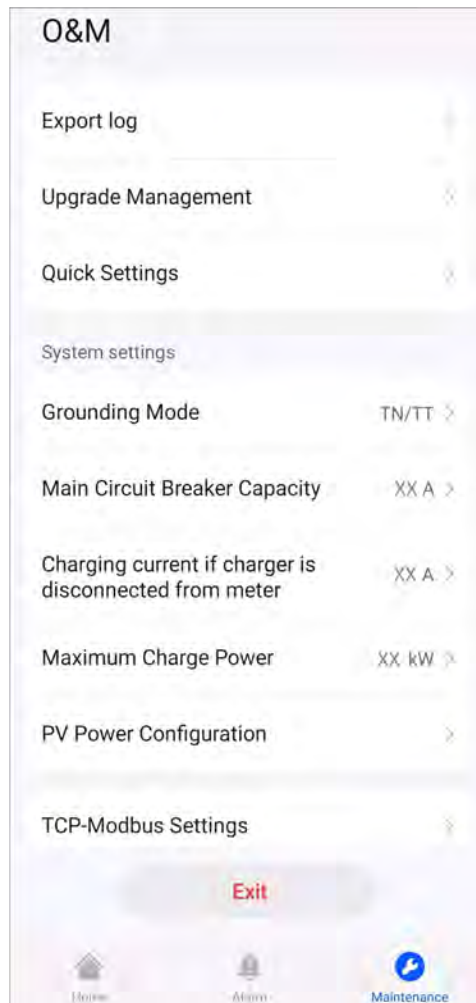 O&M
Export log
Upgrade Management
Quick Settings
System settings
Grounding Mode TN/TT
Main Circuit Breaker Capacity XX A
Charging current if charger is
disconnected from meter XX A
Maximum Charge Power XX kW
PV Power Configuration
TCP-Modbus Settings
Exit
Home Alarm Maintenance